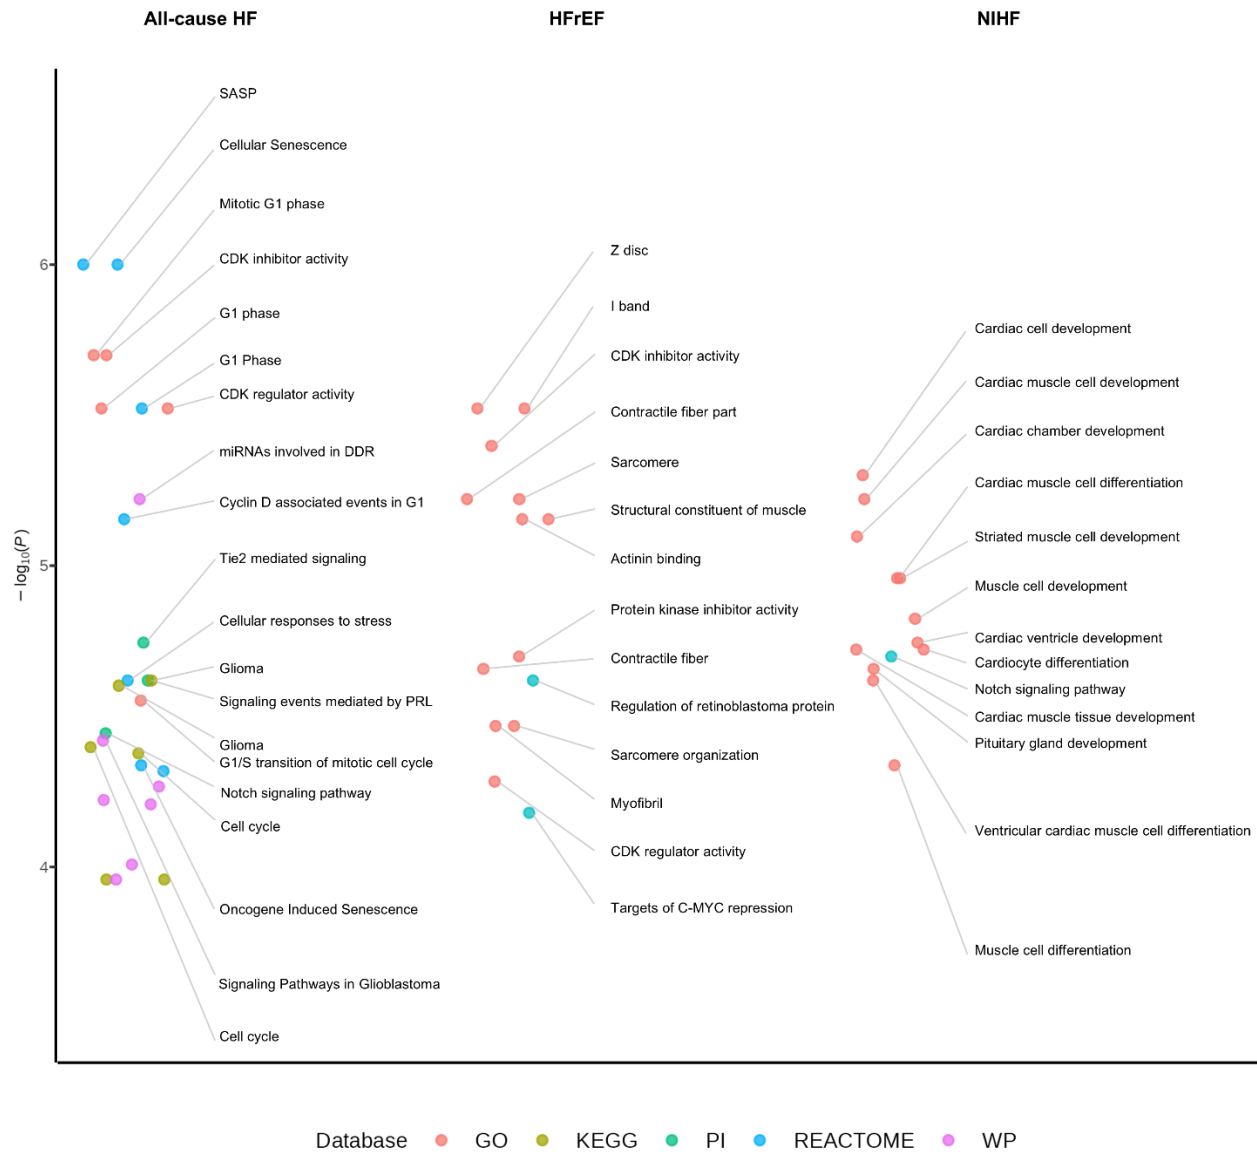 All-cause HF
HFrEF
NIHF
SASP
Cellular Senescence
Mitotic G1 phase
CDK inhibitor activity
G1 phase
G1 Phase
CDK regulator activity
miRNAs involved in DDR
Cyclin D associated events in G1
Tie2 mediated signaling
Cellular responses to stress
Glioma
Signaling events mediated by PRL
Glioma
G1/S transition of mitotic cell cycle
Notch signaling pathway
Cell cycle
Oncogene Induced Senescence
Signaling Pathways in Glioblastoma
Cell cycle
Z disc
I band
CDK inhibitor activity
Contractile fiber part
Sarcomere
Structural constituent of muscle
Actinin binding
Protein kinase inhibitor activity
Contractile fiber
Regulation of retinoblastoma protein
Sarcomere organization
Myofibril
CDK regulator activity
Targets of C-MYC repression
Cardiac cell development
Cardiac muscle cell development
Cardiac chamber development
Cardiac muscle cell differentiation
Striated muscle cell development
Muscle cell development
Cardiac ventricle development
Cardiocyte differentiation
Notch signaling pathway
Cardiac muscle tissue development
Pituitary gland development
Ventricular cardiac muscle cell differentiation
Muscle cell differentiation
6
5
4
−log10(P)
Database GO KEGG PI REACTOME WP